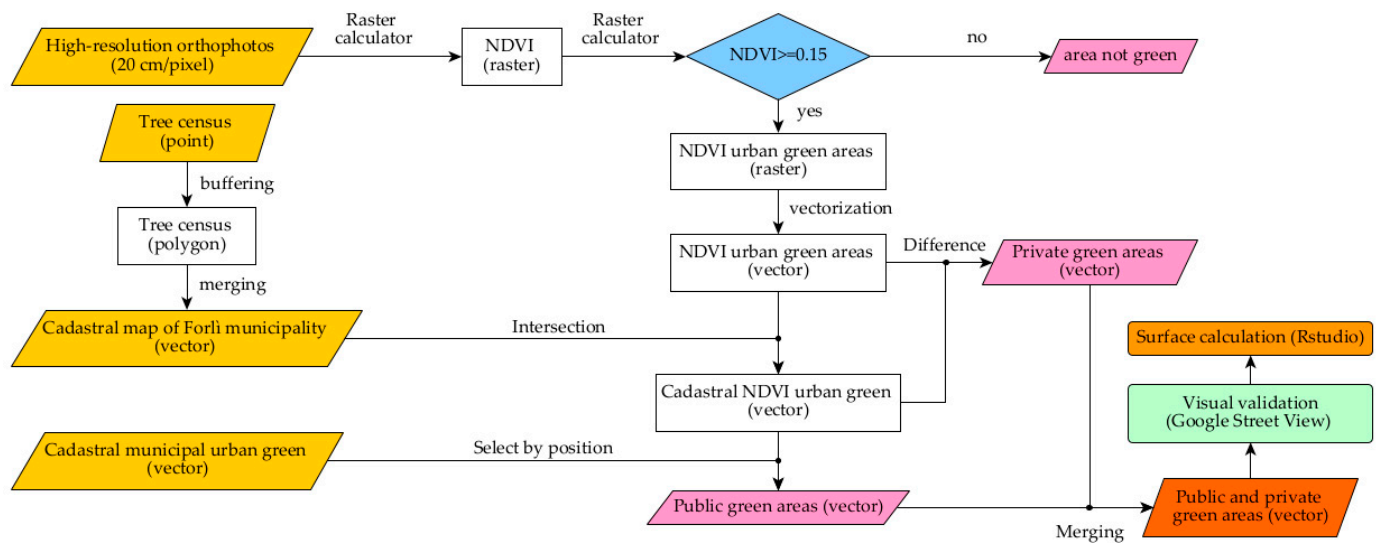 High-resolution orthophotos
(20 cm/pixel)
Raster
calculator
NDVI
(raster)
Raster
calculator
NDVI>=0.15
no
area not green
yes
Tree census
(point)
buffering
Tree census
(polygon)
merging
NDVI urban green areas
(raster)
vectorization
NDVI urban green areas
(vector)
Difference
Private green areas
(vector)
Cadastral map of Forlì municipality
(vector)
Intersection
Cadastral NDVI urban green
(vector)
Surface calculation (Rstudio)
Visual validation
(Google Street View)
Cadastral municipal urban green
(vector)
Select by position
Public green areas (vector)
Merging
Public and private
green areas (vector)